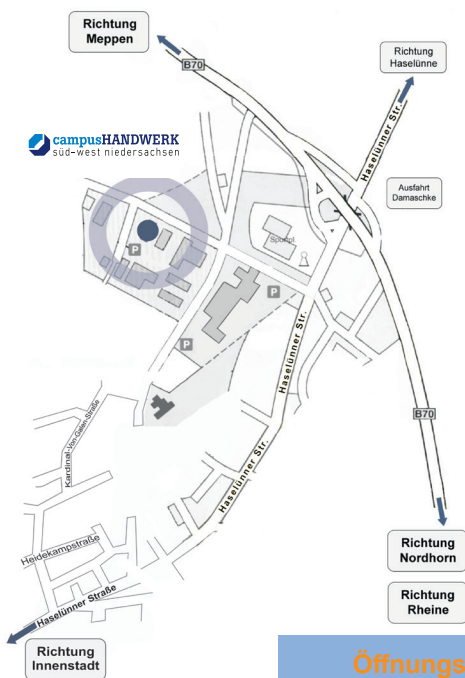 Richtung
Meppen
B70
Richtung
Haselünne
Haselünner Str.
campusHANDWERK
süd-west niedersachsen
Ausfahrt
Damaschke
P
P
P
Haselünner Str.
B70
Kardinal-von-Galen-Straße
Haselünner Str.
Heidekampstraße
Haselünner Straße
Richtung
Nordhorn
Richtung
Rheine
Richtung
Innenstadt
Öffnungs